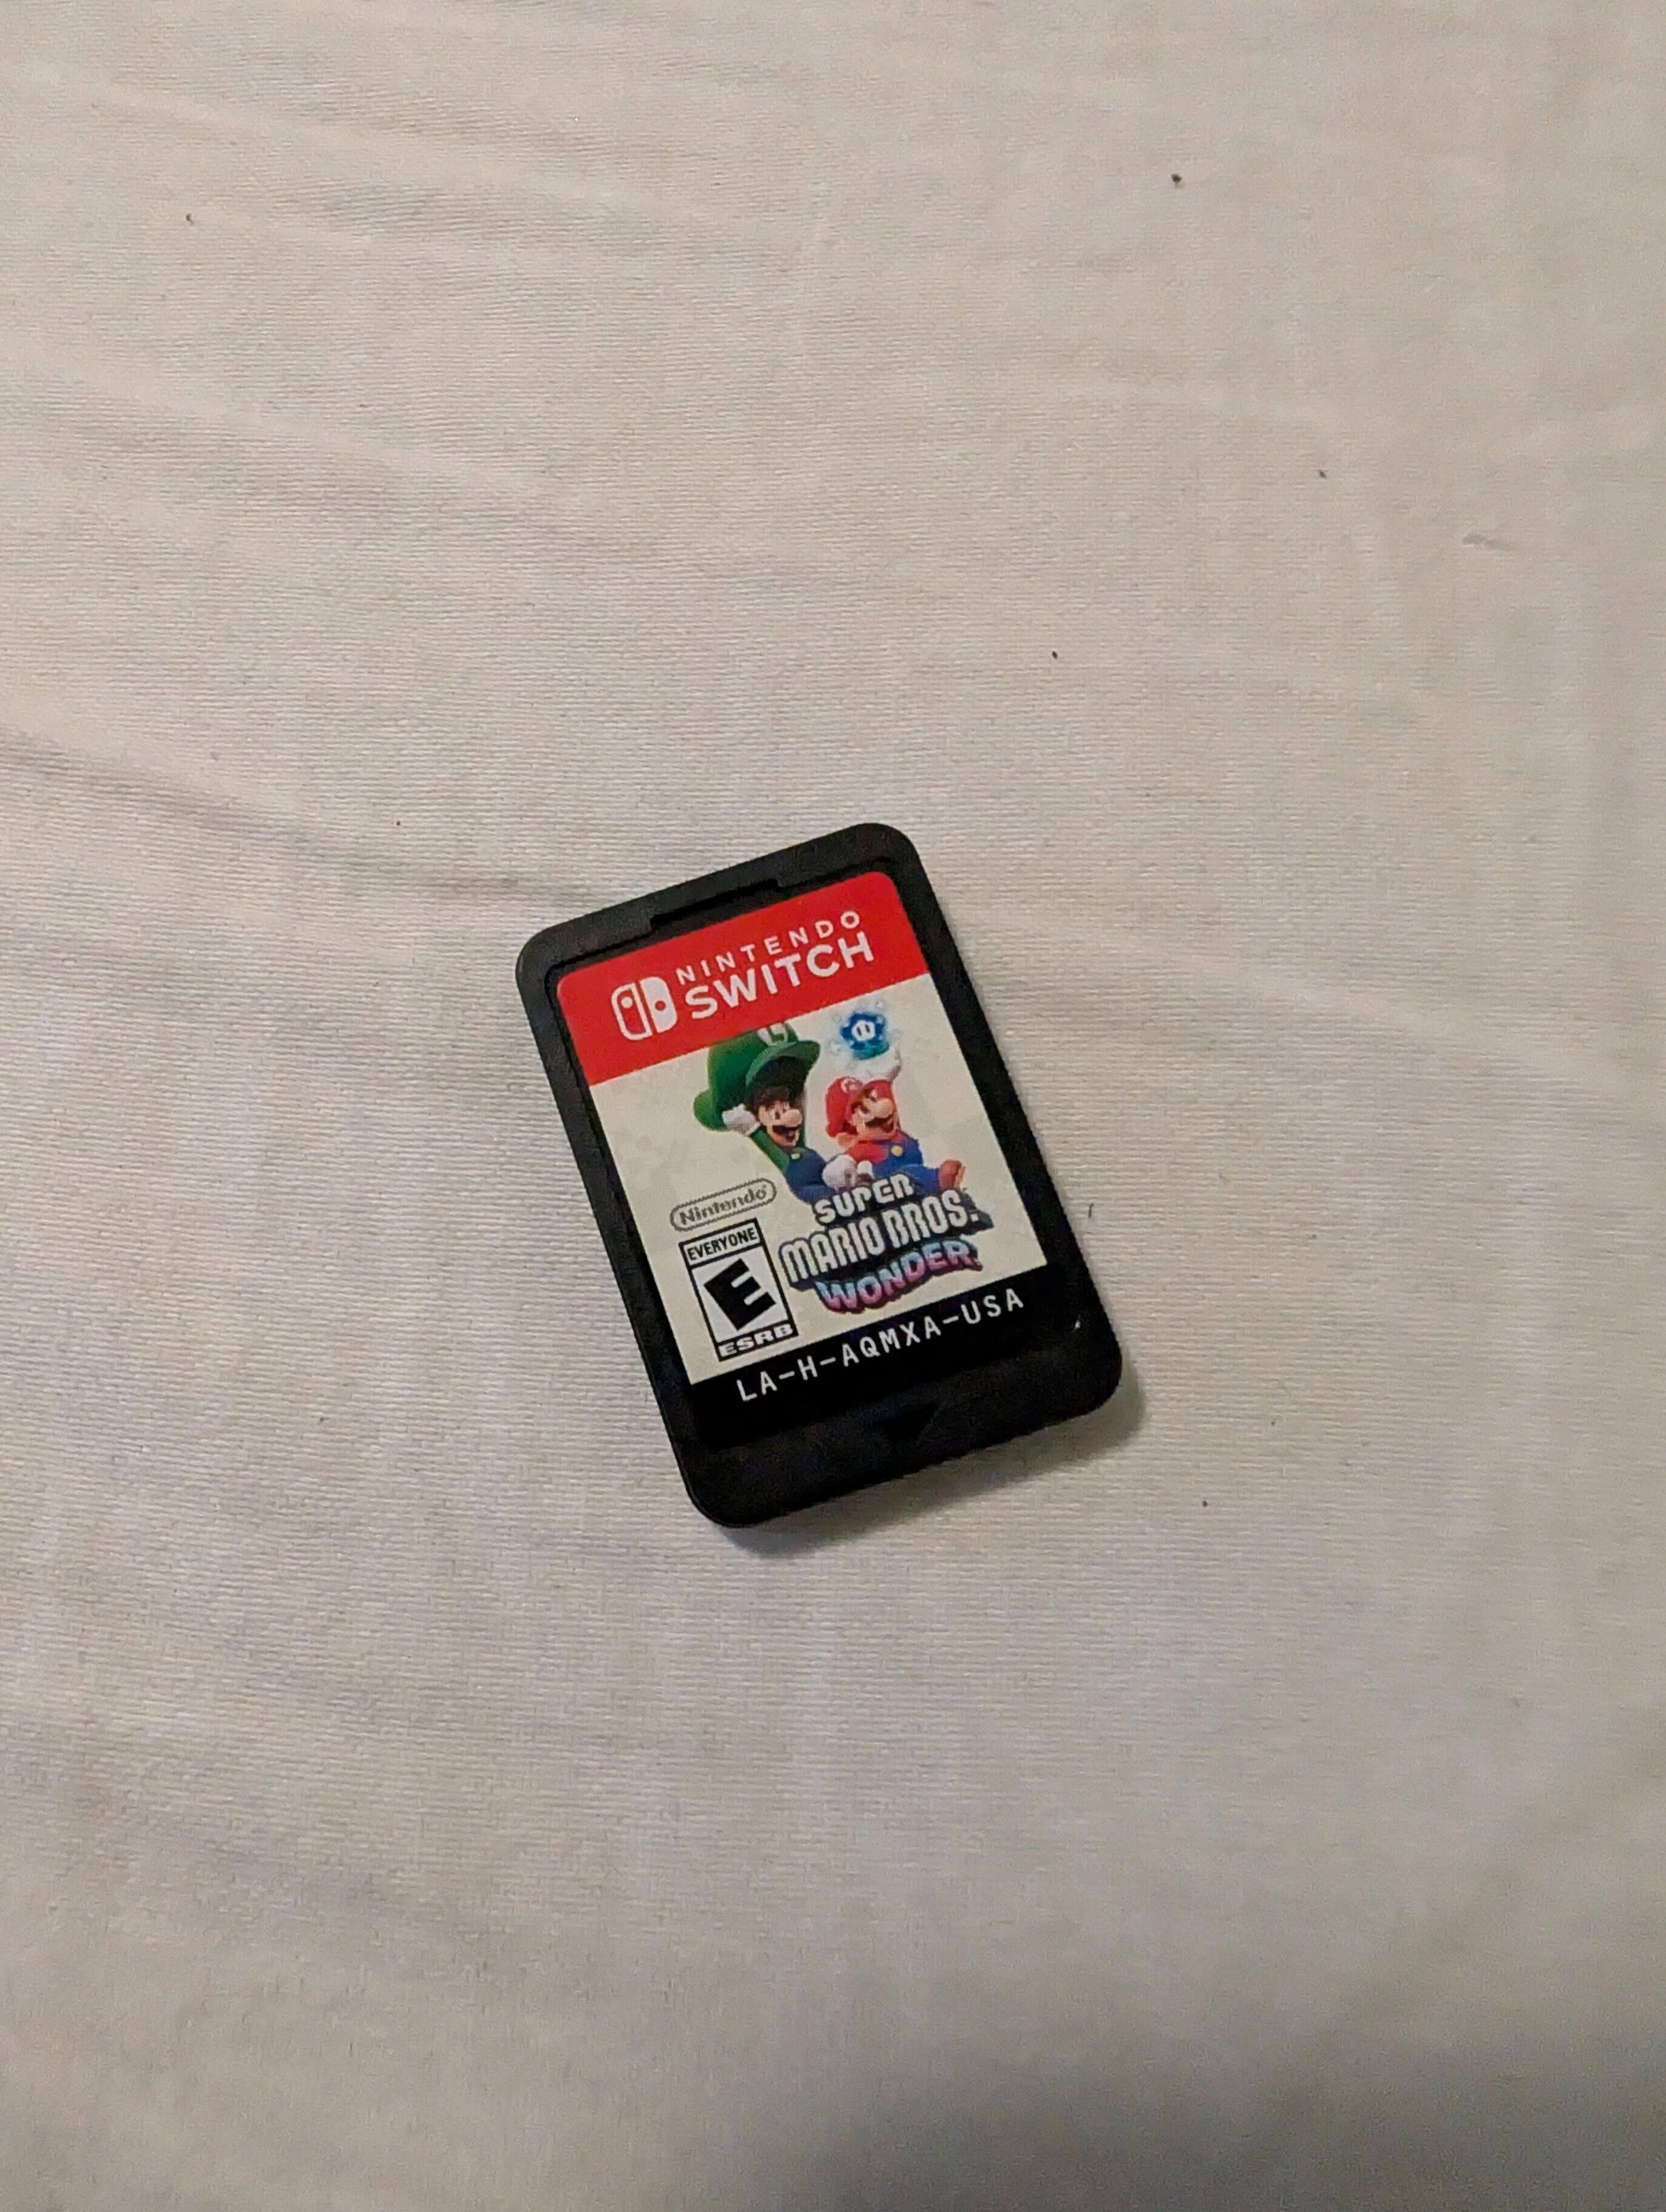 NINTENDO
SWITCH
L
M
Nintendo
SUPER
MARIO BROS.
WONDER
EVERYONE
E
ESRB
LA-H-AQMXA-USA